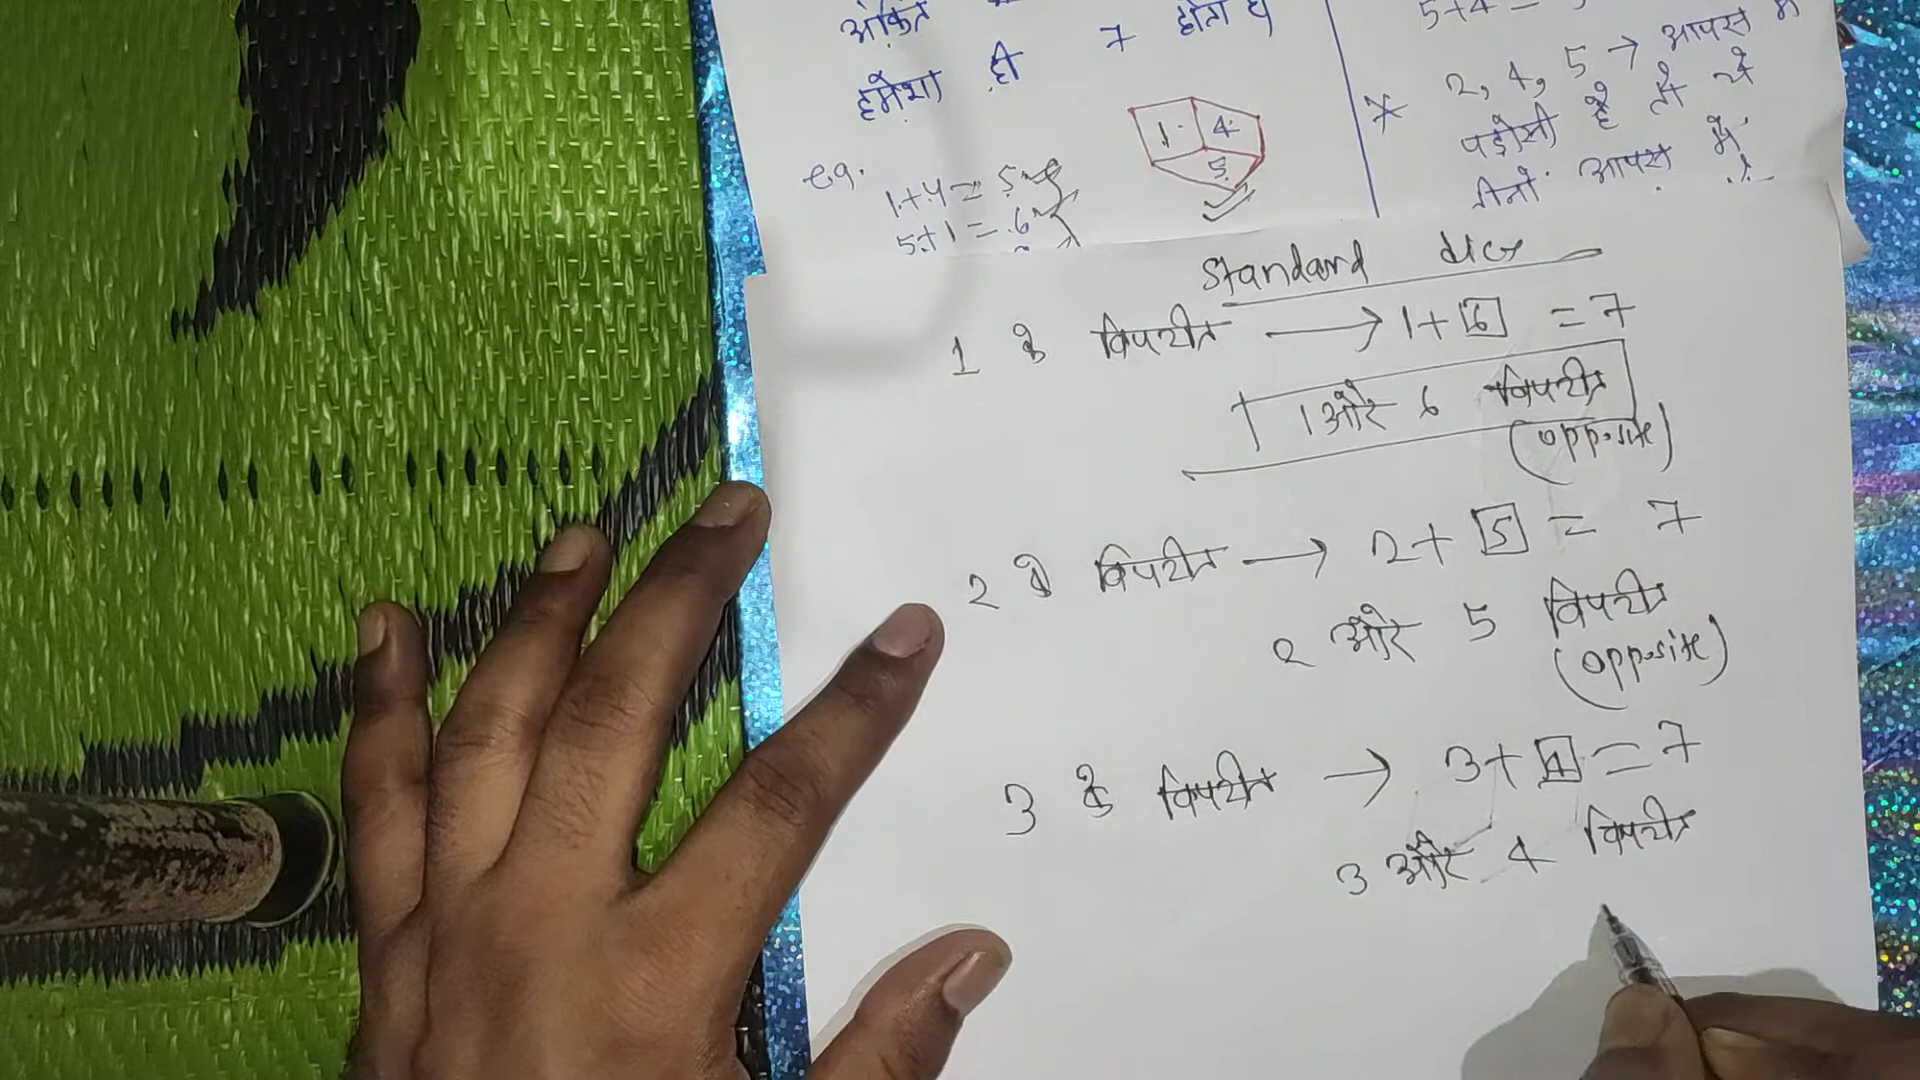 अंकित
हमेशा ही 7 होता है
e.g.
1+4=5
5+1=6
1
4
5
5+4=
* 2, 4, 5 → आपस में
पड़ोसी है तो ये
तीनों आपस में
Standard dice
1 के विपरीत → 1+6 =7
1 और 6 विपरीत
(opposite)
2 के विपरीत → 2+5 = 7
2 और 5 विपरीत
(opposite)
3 के विपरीत → 3+4=7
3 और 4 विपरीत